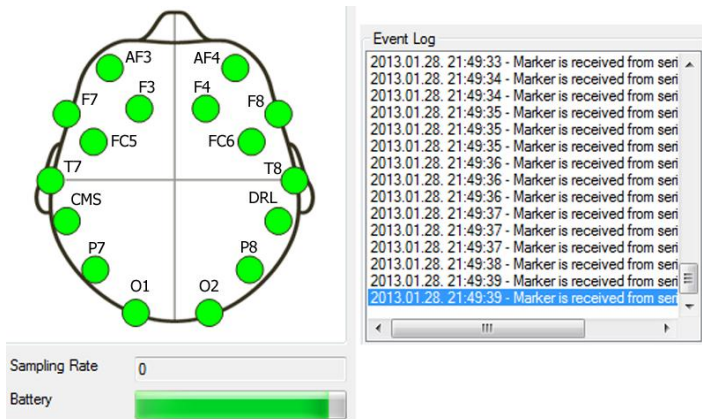 AF3 AF4
F3 F4
F7 F8
FC5 FC6
T7 T8
CMS DRL
P7 P8
O1 O2
Sampling Rate 0
Battery
Event Log
2013.01.28. 21:49:33 - Marker is received from seri
2013.01.28. 21:49:34 - Marker is received from seri
2013.01.28. 21:49:34 - Marker is received from seri
2013.01.28. 21:49:35 - Marker is received from seri
2013.01.28. 21:49:35 - Marker is received from seri
2013.01.28. 21:49:35 - Marker is received from seri
2013.01.28. 21:49:36 - Marker is received from seri
2013.01.28. 21:49:36 - Marker is received from seri
2013.01.28. 21:49:36 - Marker is received from seri
2013.01.28. 21:49:37 - Marker is received from seri
2013.01.28. 21:49:37 - Marker is received from seri
2013.01.28. 21:49:37 - Marker is received from seri
2013.01.28. 21:49:38 - Marker is received from seri
2013.01.28. 21:49:39 - Marker is received from seri
2013.01.28. 21:49:39 - Marker is received from seri